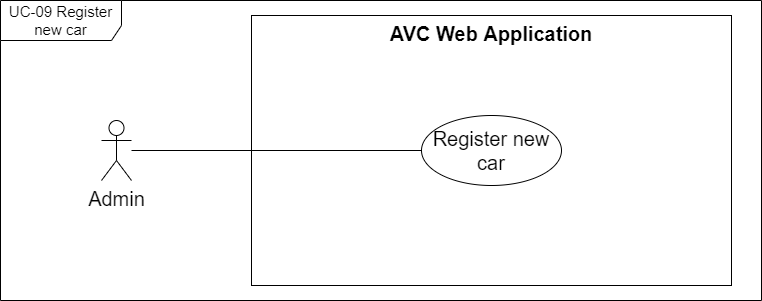 UC-09 Register
new car
AVC Web Application
Register new
car
Admin